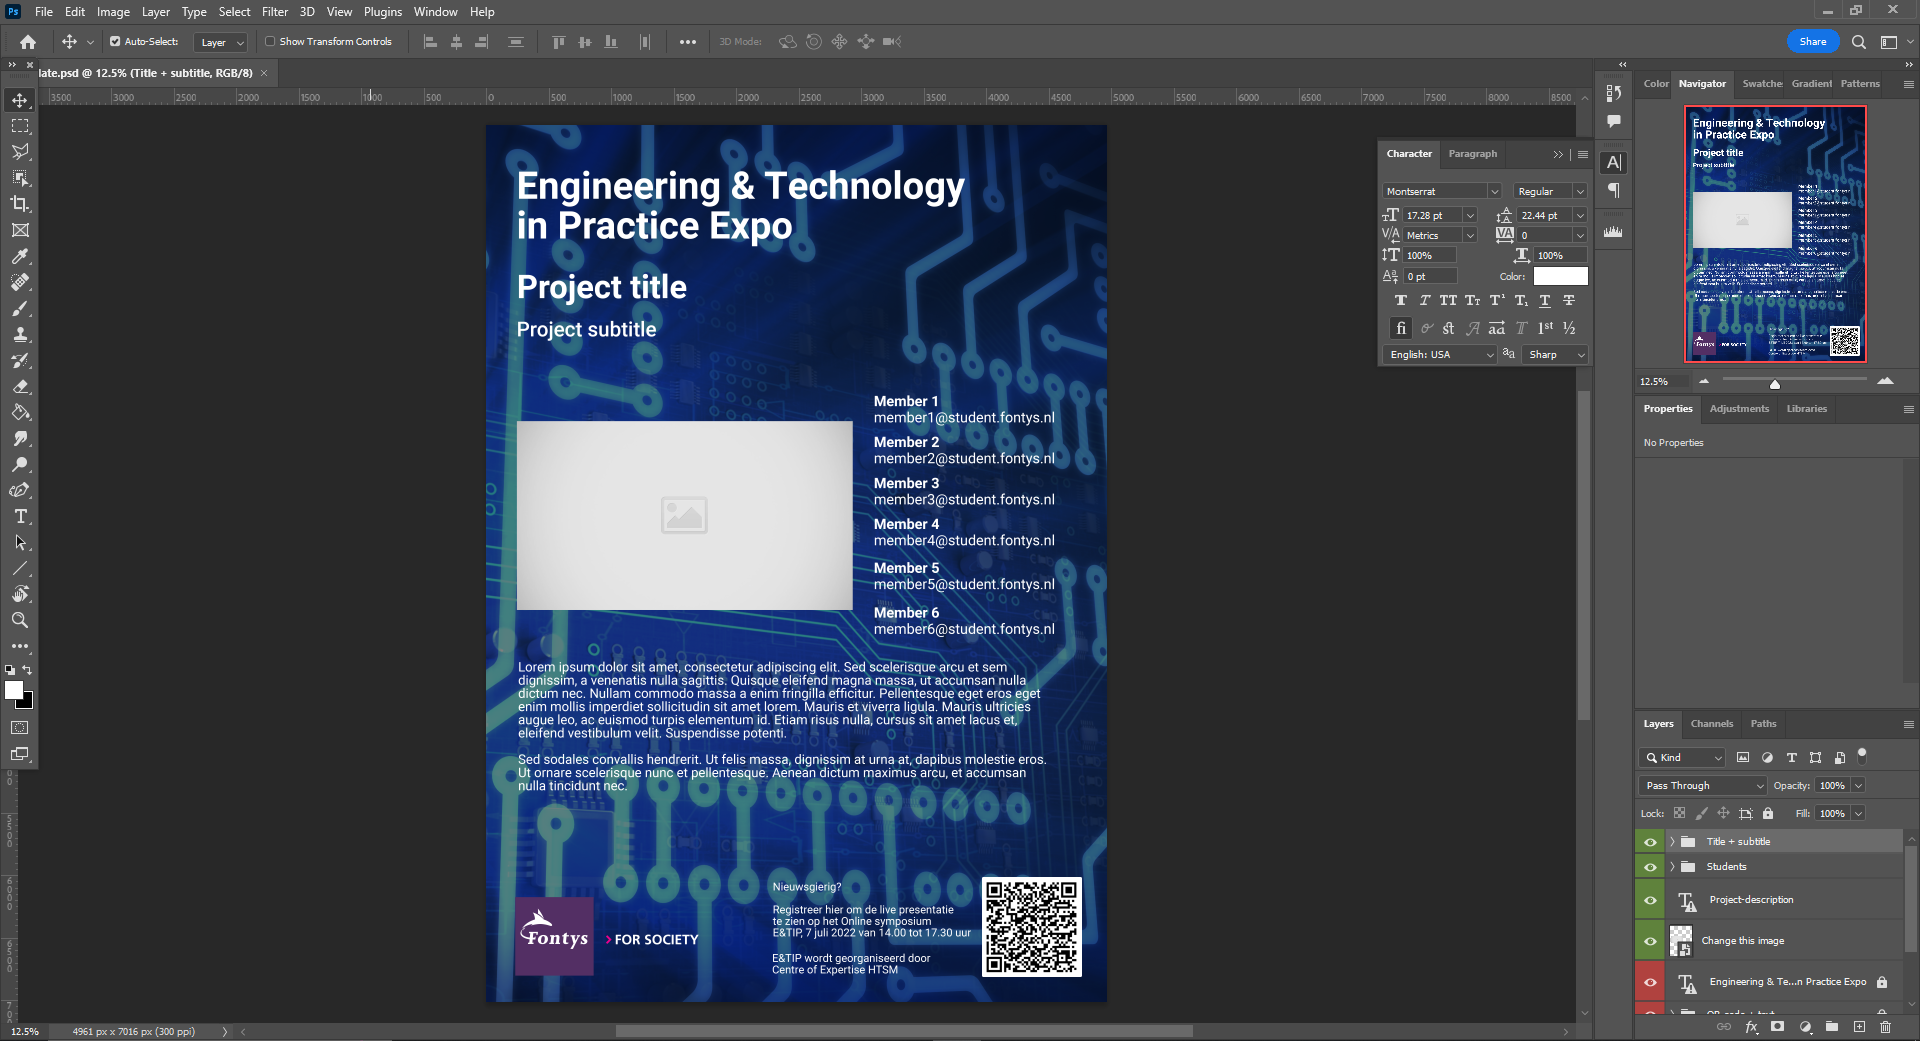 File Edit Image Layer Type Select Filter 3D View Plugins Window Help
Auto-Select: Layer Show Transform Controls 3D Mode: Share
late.psd @ 12.5% (Title + subtitle, RGB/8)
3500 3000 2500 2000 1500 1000 500 0 500 1000 1500 2000 2500 3000 3500 4000 4500 5000 5500 6000 6500 7000 7500 8000 8500
Engineering & Technology
in Practice Expo
Project title
Project subtitle
Member 1
member1@student.fontys.nl
Member 2
member2@student.fontys.nl
Member 3
member3@student.fontys.nl
Member 4
member4@student.fontys.nl
Member 5
member5@student.fontys.nl
Member 6
member6@student.fontys.nl
Lorem ipsum dolor sit amet, consectetur adipiscing elit. Sed scelerisque arcu et sem
dignissim, a venenatis nulla sagittis. Quisque eleifend magna massa, ut accumsan nulla
dictum nec. Nullam commodo massa a enim fringilla efficitur. Pellentesque eget eros eget
enim mollis imperdiet sollicitudin sit amet lorem. Mauris et viverra ligula. Mauris ultricies
augue leo, ac euismod turpis elementum id. Etiam risus nulla, cursus sit amet lacus et,
eleifend vestibulum velit. Suspendisse potenti.
Sed sodales convallis hendrerit. Ut felis massa, dignissim at urna at, dapibus molestie eros.
Ut ornare scelerisque nunc et pellentesque. Aenean dictum maximus arcu, et accumsan
nulla tincidunt nec.
Fontys
FOR SOCIETY
Nieuwsgierig?
Registreer hier om de live presentatie
te zien op het Online symposium
E&TIP, 7 juli 2022 van 14.00 tot 17.30 uur
E&TIP wordt georganiseerd door
Centre of Expertise HTSM
Character Paragraph
Montserrat Regular
17.28 pt 22.44 pt
Metrics 0
100% 100%
0 pt Color:
English: USA Sharp
Color Navigator Swatches Gradient Patterns
Engineering & Technology
in Practice Expo
Project title
Project subtitle
12.5%
Properties Adjustments Libraries
No Properties
Layers Channels Paths
Kind
Pass Through Opacity: 100%
Lock: Fill: 100%
Title + subtitle
Students
Project-description
Change this image
Engineering & Te...n Practice Expo
QR-code + text
12.5% 4961 px x 7016 px (300 ppi)